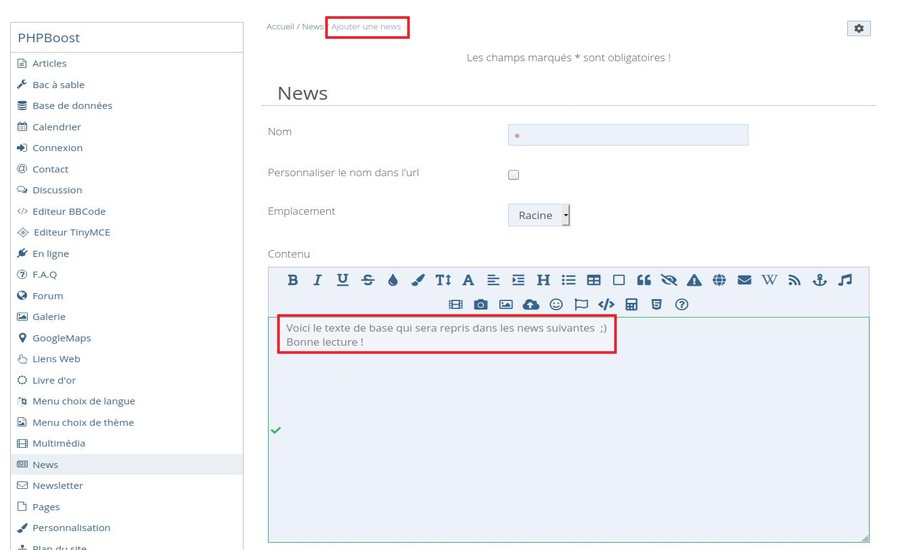 Accueil / News / Ajouter une news
Les champs marqués * sont obligatoires !
PHPBoost
Articles
Bac à sable
Base de données
Calendrier
Connexion
Contact
Discussion
Editeur BBCode
Editeur TinyMCE
En ligne
F.A.Q
Forum
Galerie
GoogleMaps
Liens Web
Livre d'or
Menu choix de langue
Menu choix de thème
Multimédia
News
Newsletter
Pages
Personnalisation
Plan du site
News
Nom
*
Personnaliser le nom dans l'url
Emplacement
Racine
Contenu
Voici le texte de base qui sera repris dans les news suivantes ;)
Bonne lecture !